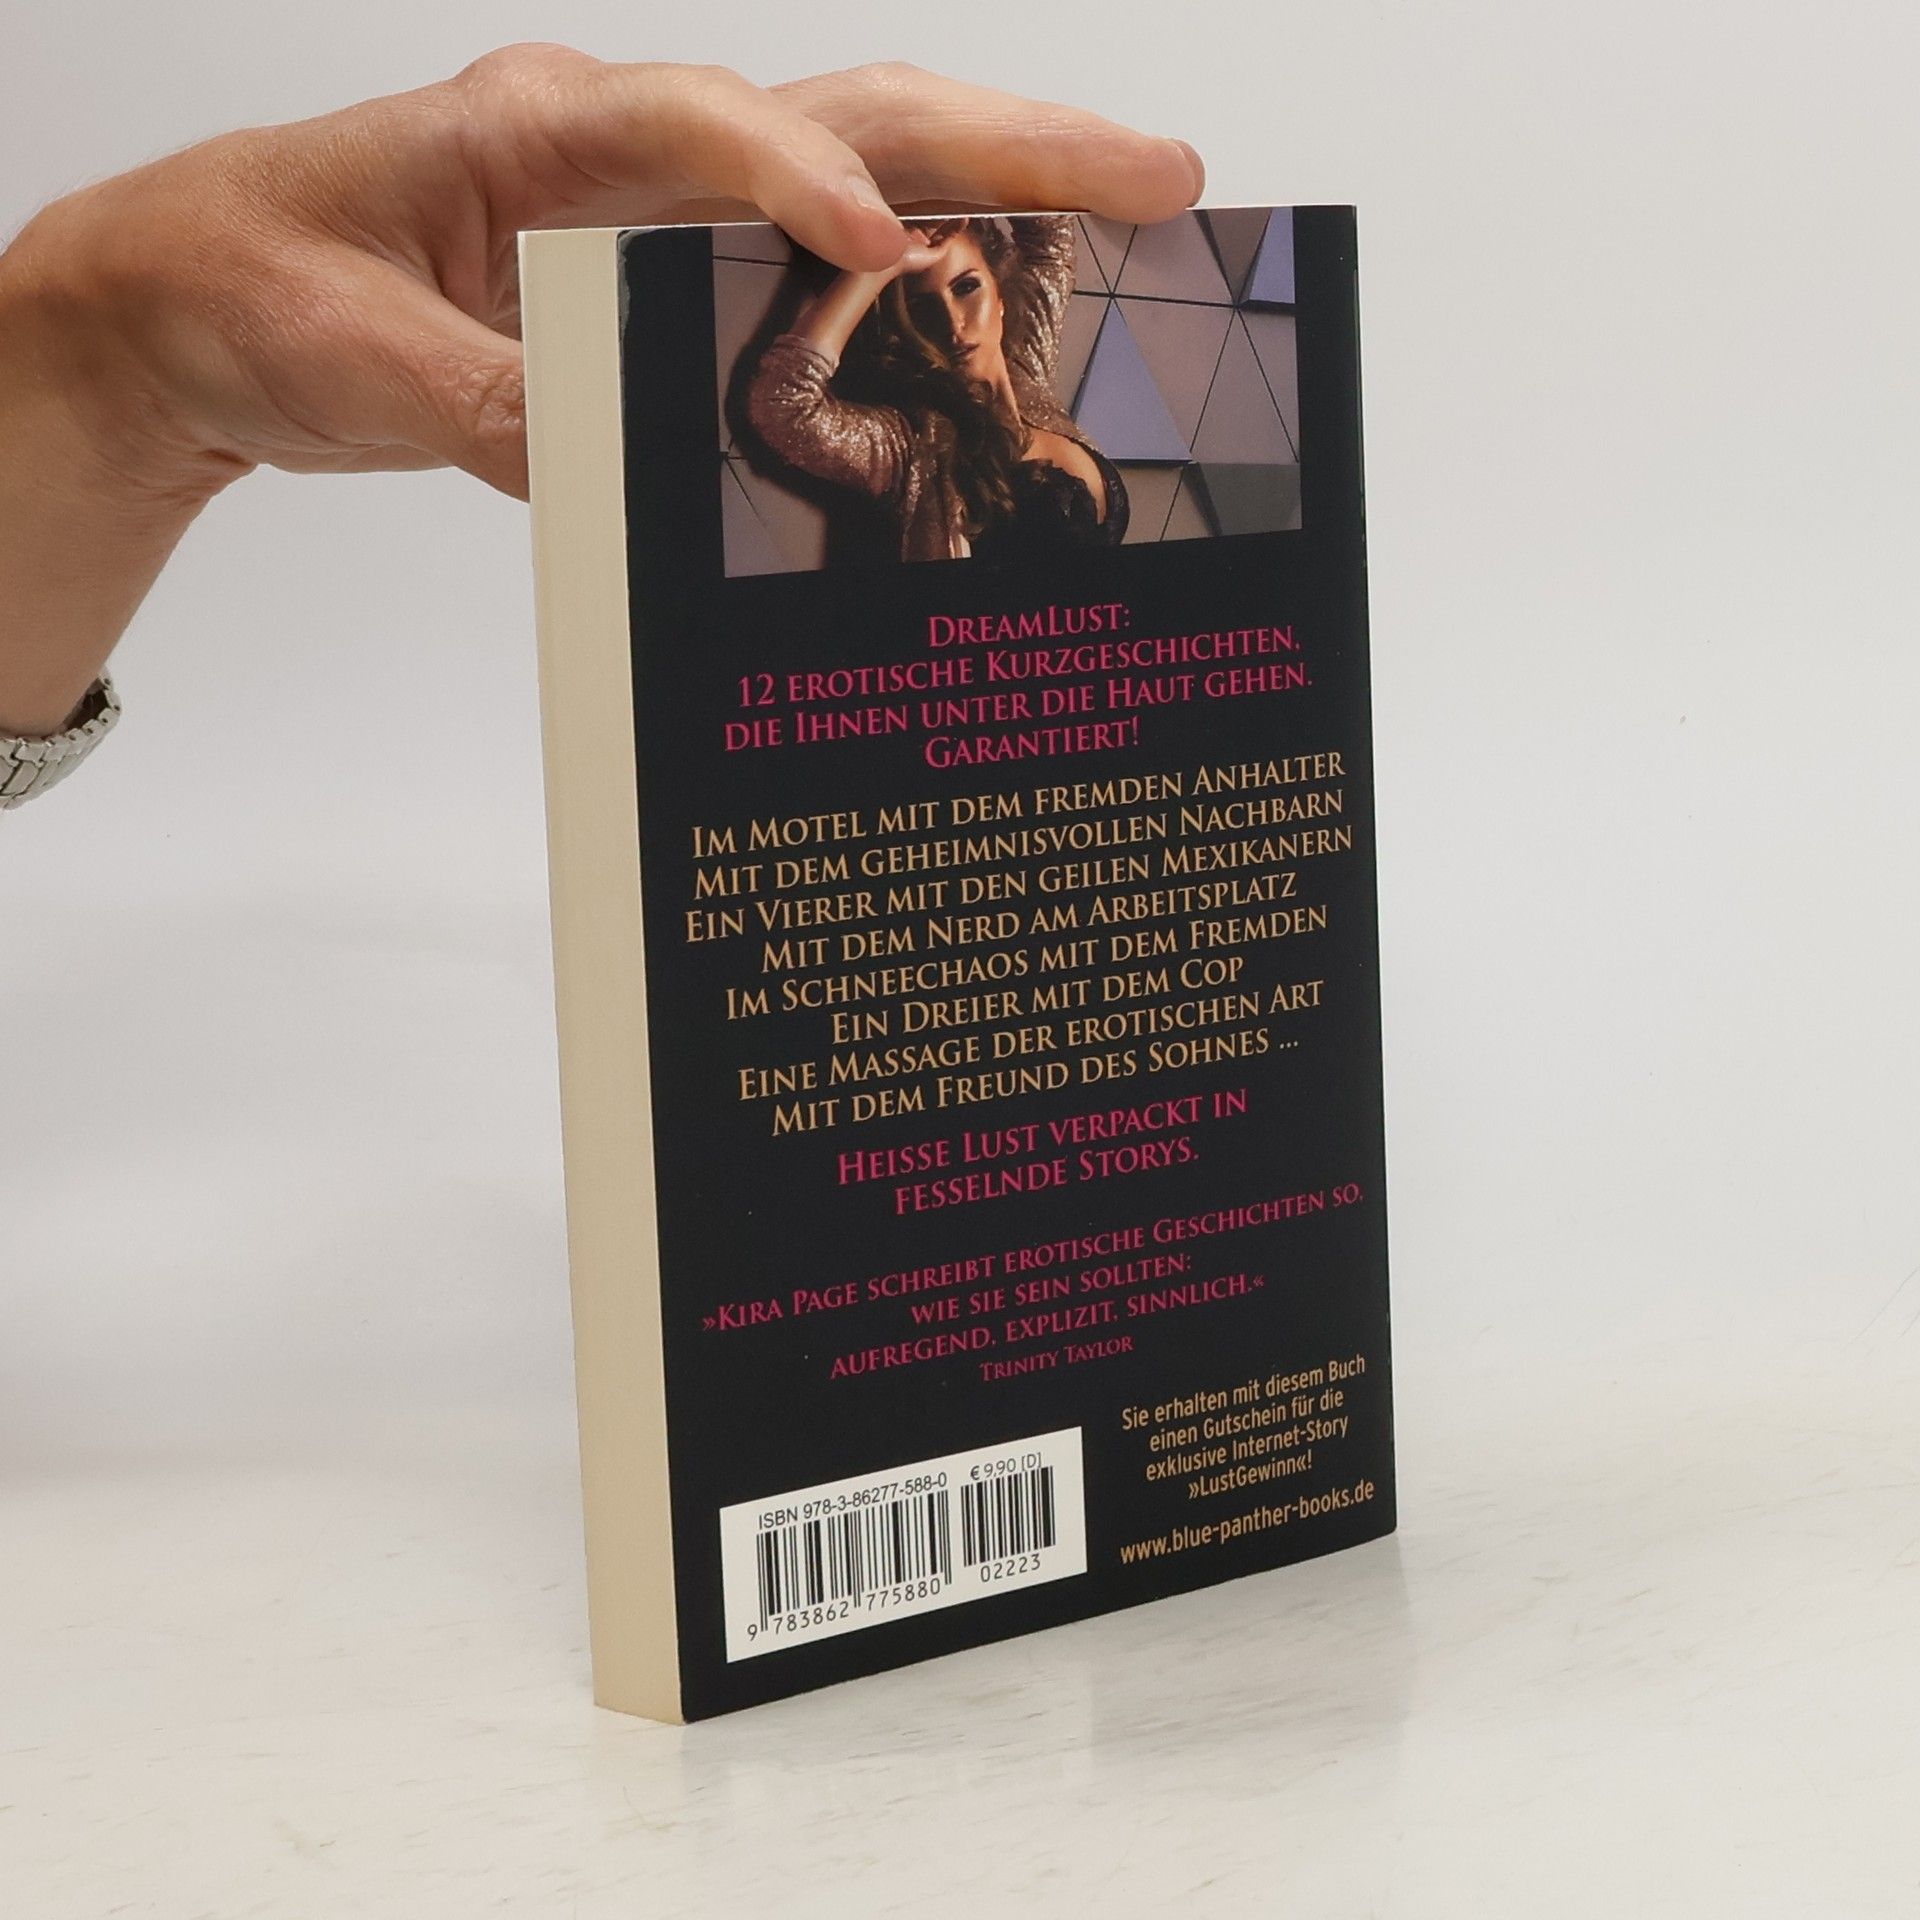 DREAMLUST:
12 EROTISCHE KURZGESCHICHTEN,
DIE IHNEN UNTER DIE HAUT GEHEN.
GARANTIERT!
IM MOTEL MIT DEM FREMDEN ANHALTER
MIT DEM GEHEIMNISVOLLEN NACHBARN
EIN VIERER MIT DEN GEILEN MEXIKANERN
MIT DEM NERD AM ARBEITSPLATZ
IM SCHNEECHAOS MIT DEM FREMDEN
EIN DREIER MIT DEM COP
EINE MASSAGE DER EROTISCHEN ART
MIT DEM FREUND DES SOHNES ...
HEISSE LUST VERPACKT IN
FESSELNDE STORYS.
»KIRA PAGE SCHREIBT EROTISCHE GESCHICHTEN SO,
WIE SIE SEIN SOLLTEN:
AUFREGEND, EXPLIZIT, SINNLICH.«
TRINITY TAYLOR
Sie erhalten mit diesem Buch
einen Gutschein für die
exklusive Internet-Story
»LustGewinn«!
www.blue-panther-books.de
ISBN 978-3-86277-588-0 € 9,90 [D]
9 783862 775880 02223